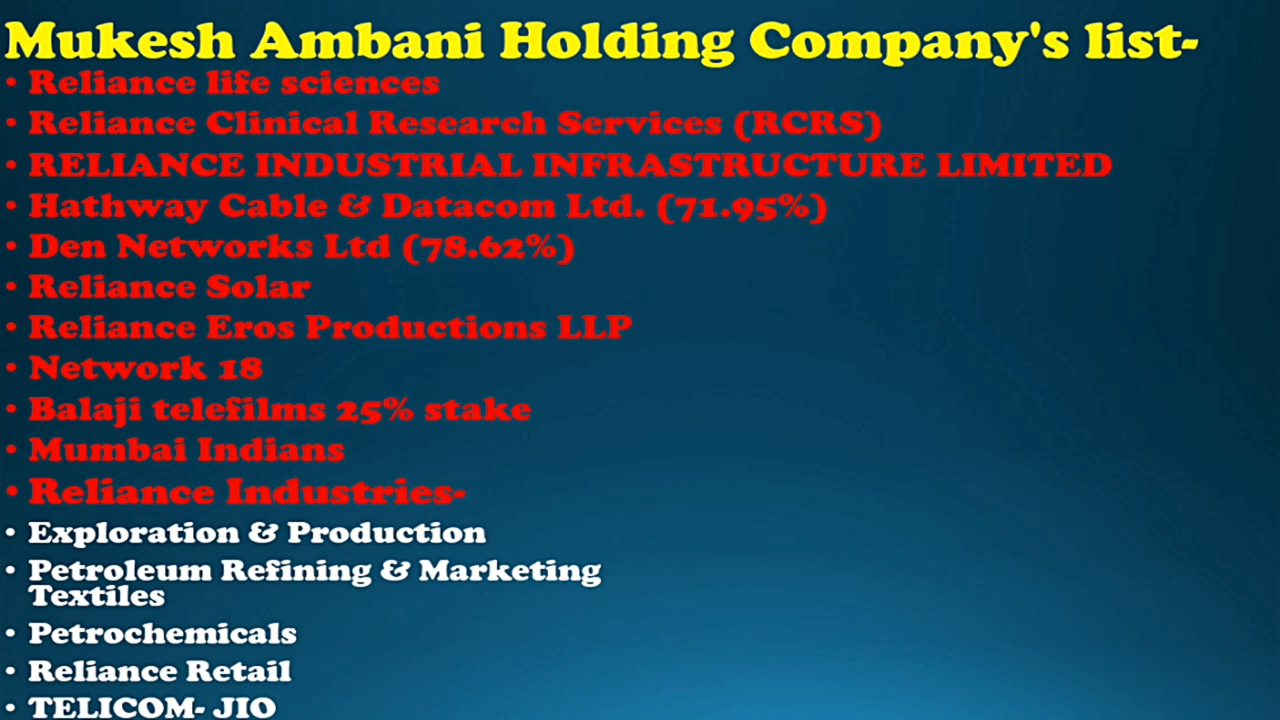 Mukesh Ambani Holding Company's list-
• Reliance life sciences
• Reliance Clinical Research Services (RCRS)
• RELIANCE INDUSTRIAL INFRASTRUCTURE LIMITED
• Hathway Cable & Datacom Ltd. (71.95%)
• Den Networks Ltd (78.62%)
• Reliance Solar
• Reliance Eros Productions LLP
• Network 18
• Balaji telefilms 25% stake
• Mumbai Indians
• Reliance Industries-
• Exploration & Production
• Petroleum Refining & Marketing
Textiles
• Petrochemicals
• Reliance Retail
• TELICOM- JIO